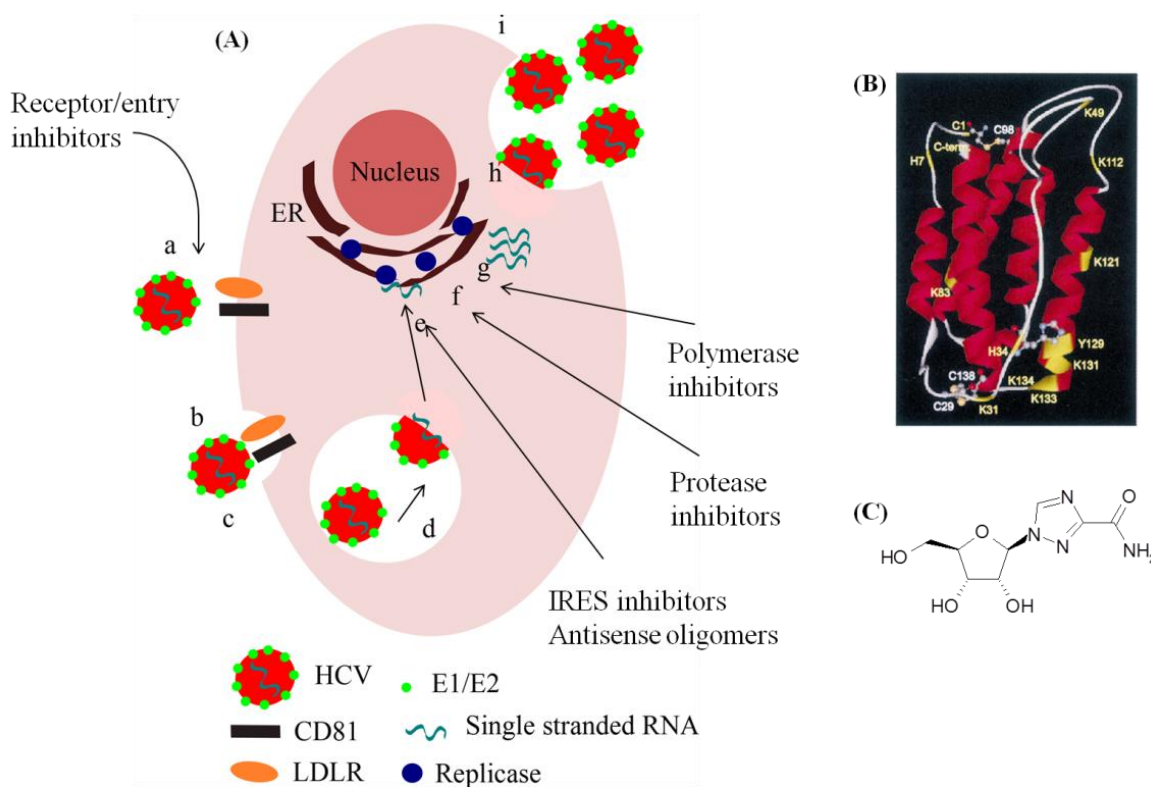 (A)
i
Receptor/entry
inhibitors
Nucleus
h
ER
a
g
f
e
Polymerase
inhibitors
b
c
d
Protease
inhibitors
IRES inhibitors
Antisense oligomers
HCV
E1/E2
CD81
Single stranded RNA
LDLR
Replicase
(B)
K49
C1
C98
C-term
H7
K112
K121
K83
H34
Y129
C138
K131
K134
C29
K31
K133
(C)
O
N
O
N
N
HO
NH2
HO
OH